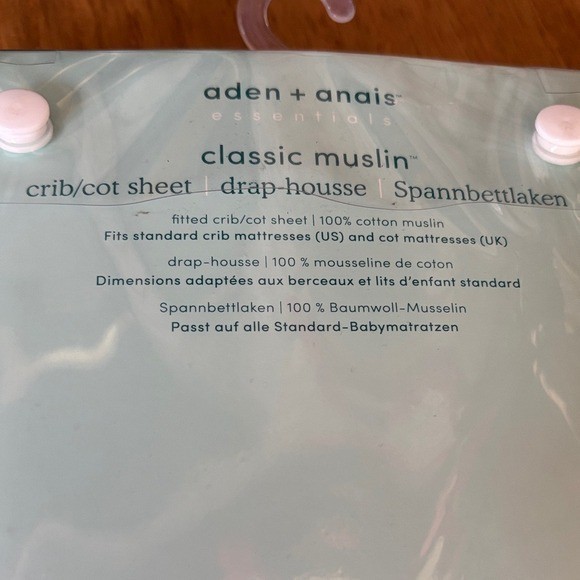 aden + anais™
essentials
classic muslin™
crib/cot sheet | drap-housse | Spannbettlaken
fitted crib/cot sheet | 100% cotton muslin
Fits standard crib mattresses (US) and cot mattresses (UK)
drap-housse | 100 % mousseline de coton
Dimensions adaptées aux berceaux et lits d'enfant standard
Spannbettlaken | 100 % Baumwoll-Musselin
Passt auf alle Standard-Babymatratzen